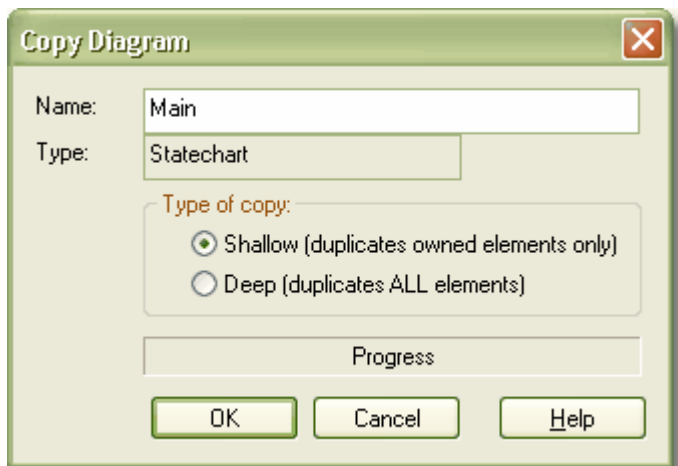 Copy Diagram
Name: Main
Type: Statechart
Type of copy:
Shallow (duplicates owned elements only)
Deep (duplicates ALL elements)
Progress
OK Cancel Help